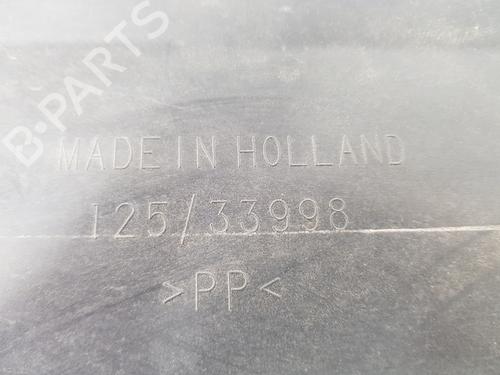 B-PARTS
MADE IN HOLLAND
125/33998
>PP<